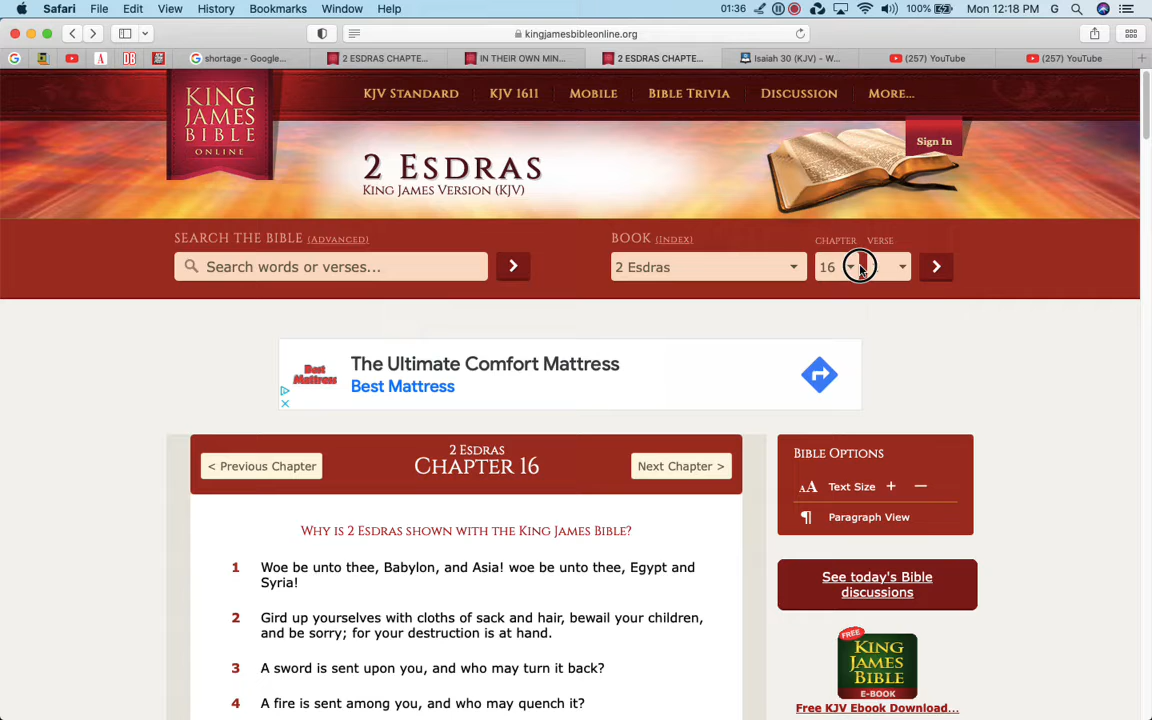 Safari File Edit View History Bookmarks Window Help 01:36 100% Mon 12:18 PM G
kingjamesbibleonline.org
shortage - Google... 2 ESDRAS CHAPTE... IN THEIR OWN MIN... 2 ESDRAS CHAPTE... Isaiah 30 (KJV) - W... (257) YouTube (257) YouTube
KING JAMES BIBLE ONLINE
KJV STANDARD KJV 1611 MOBILE BIBLE TRIVIA DISCUSSION MORE...
Sign In
2 ESDRAS
KING JAMES VERSION (KJV)
SEARCH THE BIBLE (ADVANCED) BOOK (INDEX) CHAPTER VERSE
Search words or verses... 2 Esdras 16
The Ultimate Comfort Mattress
Best Mattress
Best Mattress
2 ESDRAS
< Previous Chapter CHAPTER 16 Next Chapter >
BIBLE OPTIONS
AA Text Size + −
¶ Paragraph View
WHY IS 2 ESDRAS SHOWN WITH THE KING JAMES BIBLE?
1 Woe be unto thee, Babylon, and Asia! woe be unto thee, Egypt and
Syria!
2 Gird up yourselves with cloths of sack and hair, bewail your children,
and be sorry; for your destruction is at hand.
3 A sword is sent upon you, and who may turn it back?
4 A fire is sent among you, and who may quench it?
See today's Bible
discussions
FREE
KING
JAMES
BIBLE
E-BOOK
Free KJV Ebook Download...